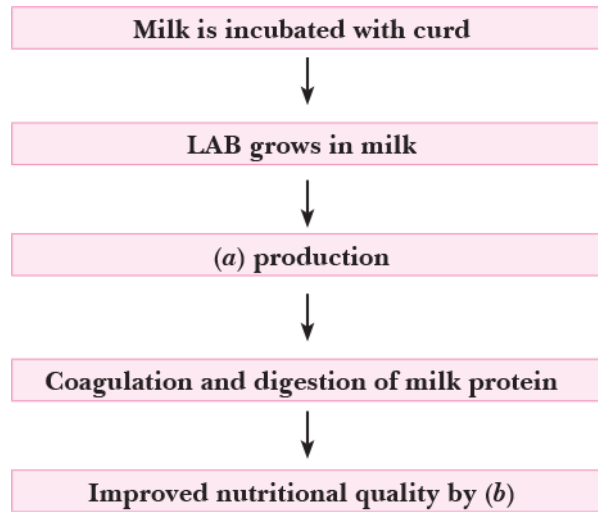 Milk is incubated with curd
LAB grows in milk
(a) production
Coagulation and digestion of milk protein
Improved nutritional quality by (b)